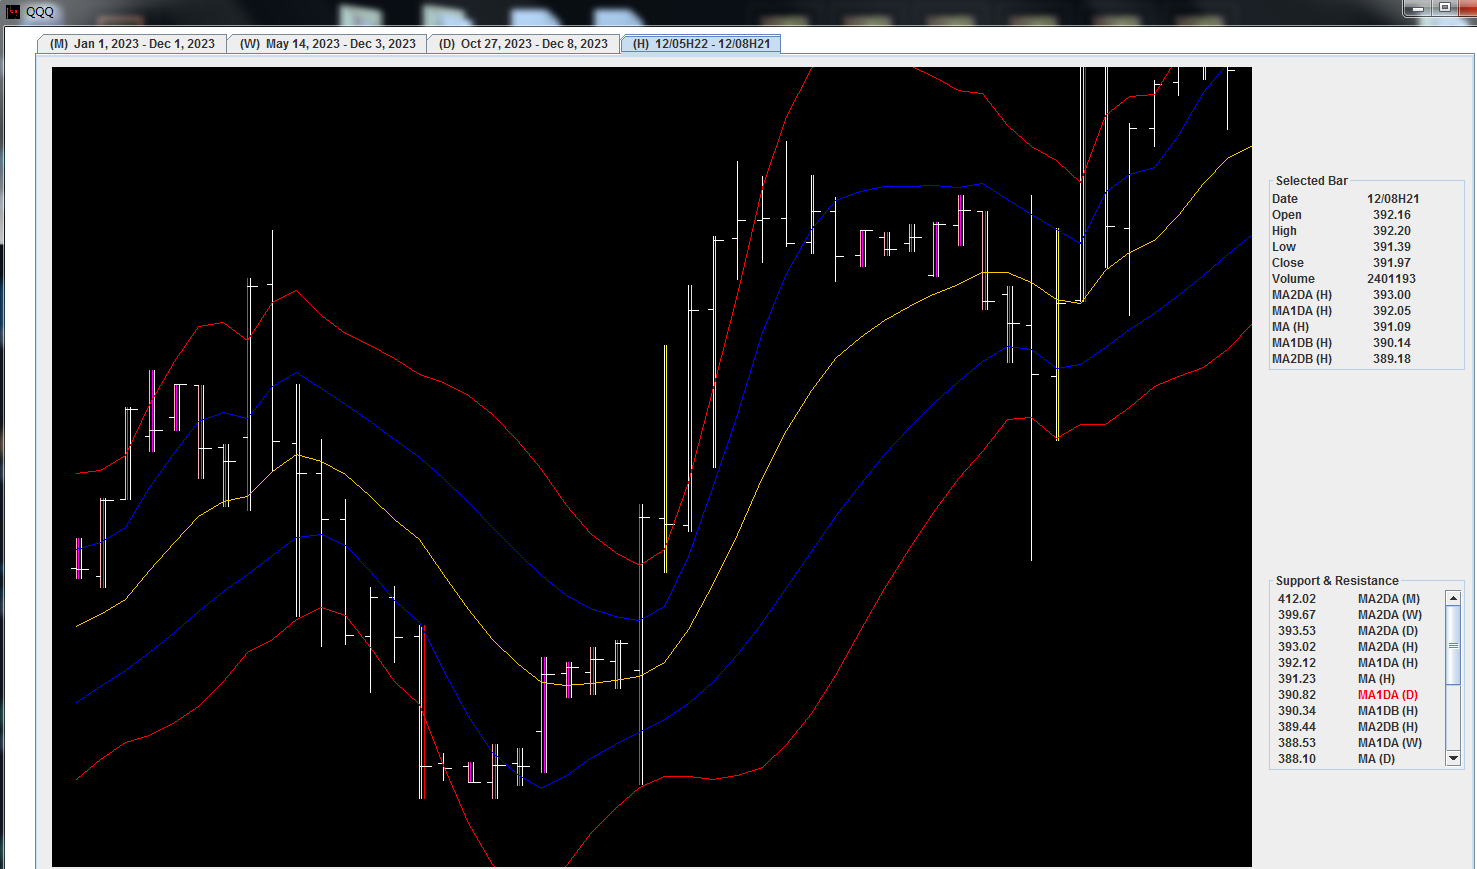 QQQ
(M) Jan 1, 2023 - Dec 1, 2023
(W) May 14, 2023 - Dec 3, 2023
(D) Oct 27, 2023 - Dec 8, 2023
(H) 12/05H22 - 12/08H21
Selected Bar
Date 12/08H21
Open 392.16
High 392.20
Low 391.39
Close 391.97
Volume 2401193
MA2DA (H) 393.00
MA1DA (H) 392.05
MA (H) 391.09
MA1DB (H) 390.14
MA2DB (H) 389.18
Support & Resistance
412.02 MA2DA (M)
399.67 MA2DA (W)
393.53 MA2DA (D)
393.02 MA2DA (H)
392.12 MA1DA (H)
391.23 MA (H)
390.82 MA1DA (D)
390.34 MA1DB (H)
389.44 MA2DB (H)
388.53 MA1DA (W)
388.10 MA (D)